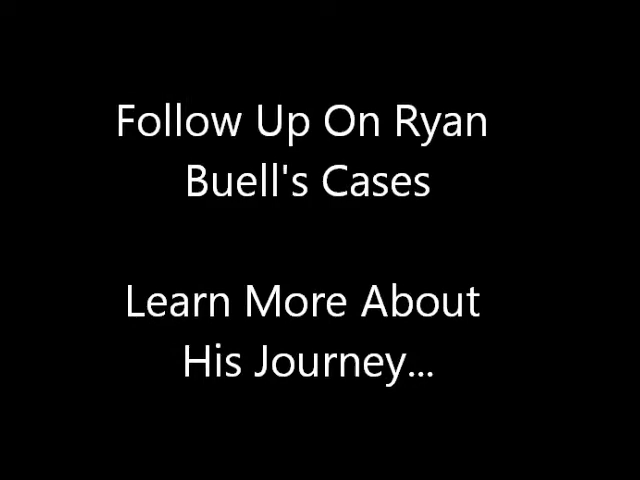 Follow Up On Ryan
Buell's Cases
Learn More About
His Journey...